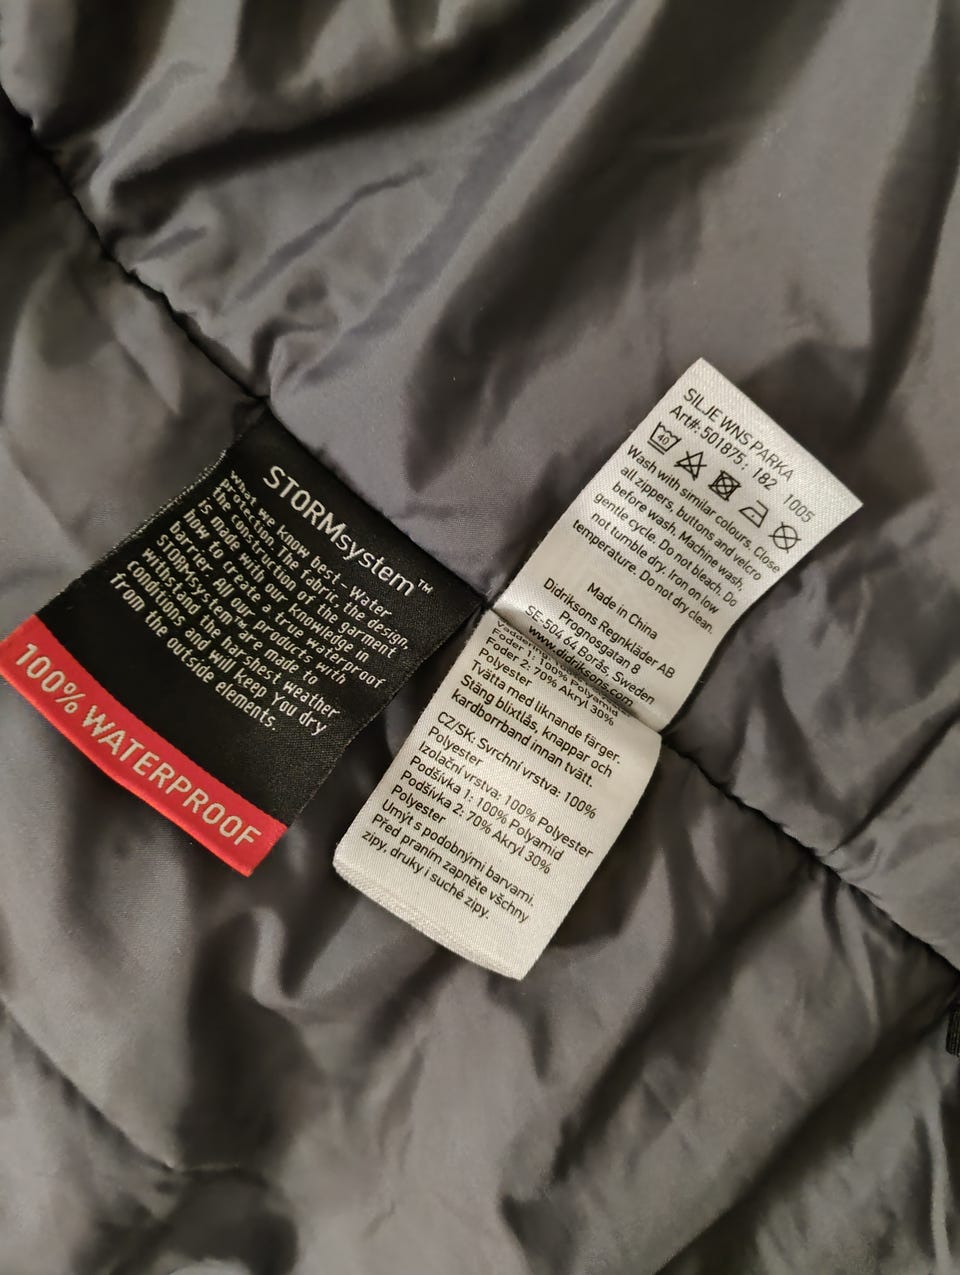 STORMsystem™
What we know best – water
protection. The fabric, the design
the construction of the garment
is made with our knowledge in
how to create a true waterproof
barrier. All our products with
STORMsystem™ are made to
withstand the harshest weather
conditions and will keep You dry
from the outside elements.
100% WATERPROOF
SILJE WNS PARKA
Art#: 501875: 182 1005
40
Wash with similar colours. Close
all zippers, buttons and velcro
before wash. Machine wash,
gentle cycle. Do not bleach. Do
not tumble dry. Iron on low
temperature. Do not dry clean.
Made in China
Didriksons Regnkläder AB
Prognosgatan 8
SE-504 64 Borås, Sweden
www.didriksons.com
Foder 1: 100% Polyamid
Foder 2: 70% Akryl 30%
Polyester
Tvätta med liknande färger.
Stäng blixtlås, knappar och
kardborrband innan tvätt.
CZ/SK: Svrchní vrstva: 100%
Polyester
Izolační vrstva: 100% Polyester
Podšívka 1: 100% Polyamid
Podšívka 2: 70% Akryl 30%
Polyester
Umýt s podobnými barvami.
Před praním zapněte všchny
zipy, druky i suché zipy.